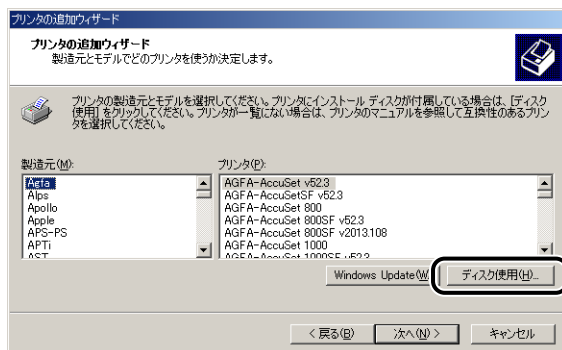 プリンタの追加ウィザード
プリンタの追加ウィザード
製造元とモデルでどのプリンタを使うか決定します。
プリンタの製造元とモデルを選択してください。プリンタにインストール ディスクが付属している場合は、[ディスク
使用] をクリックしてください。プリンタが一覧にない場合は、プリンタのマニュアルを参照して互換性のあるプリン
タを選択してください。
製造元(M):
プリンタ(P):
Agfa
Alps
Apollo
Apple
APS-PS
APTi
AST
AGFA-AccuSet v52.3
AGFA-AccuSetSF v52.3
AGFA-AccuSet 800
AGFA-AccuSet 800SF v52.3
AGFA-AccuSet 800SF v2013.108
AGFA-AccuSet 1000
AGFA-AccuSet 1000SF v52.3
Windows Update(W)
ディスク使用(H)...
< 戻る(B)
次へ(N) >
キャンセル